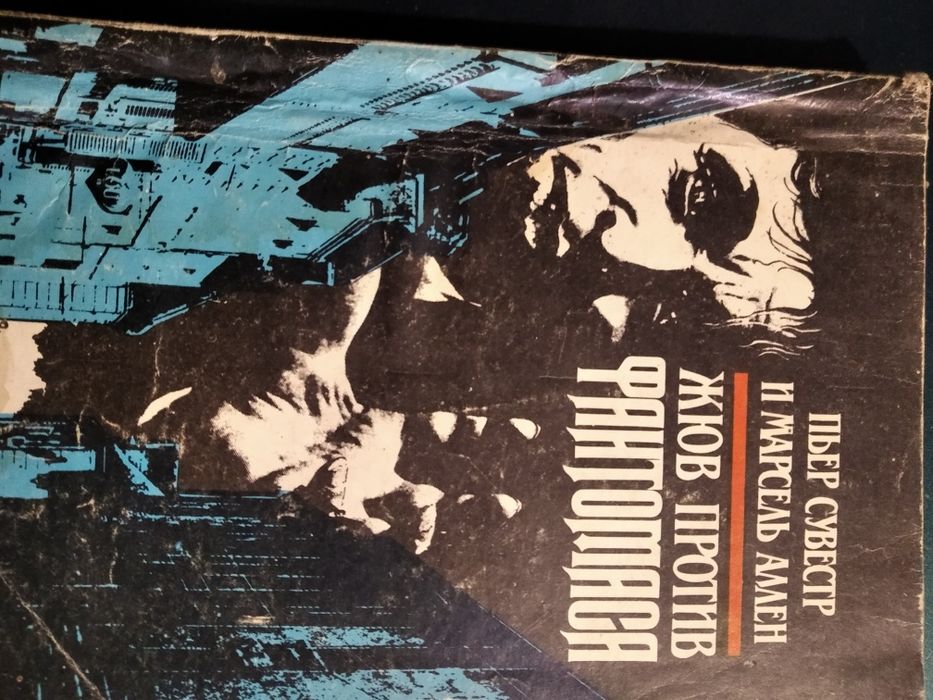 ПЬЕР СУВЕСТР
И МАРСЕЛЬ АЛЛЕН
ЖЮВ ПРОТИВ
ФАНТОМАСА